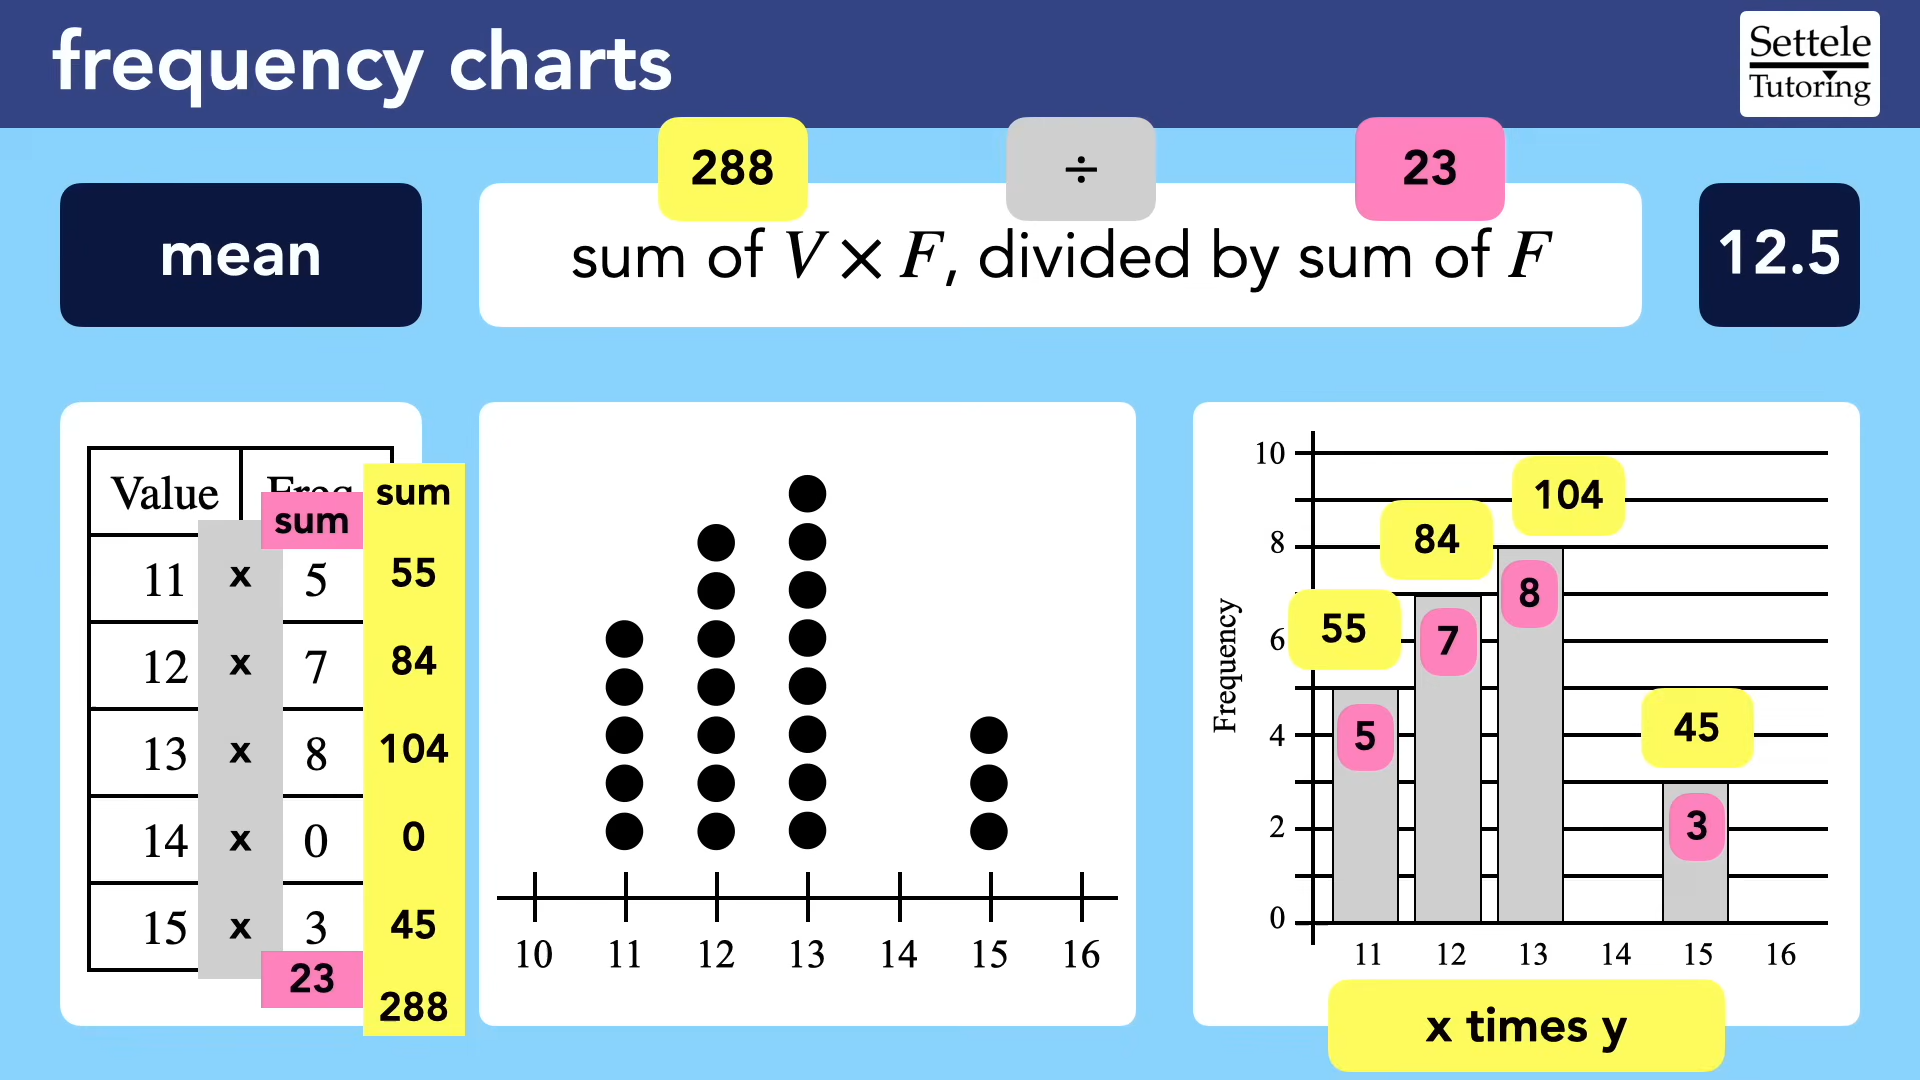 frequency charts
Settele
Tutoring
288 ÷ 23
mean
sum of V × F, divided by sum of F
12.5
Value Freq sum
sum
11 x 5 55
12 x 7 84
13 x 8 104
14 x 0 0
15 x 3 45
23
288
10 11 12 13 14 15 16
Frequency
10
8
6
4
2
0
104
84
55
45
5 7 8 3
11 12 13 14 15 16
x times y